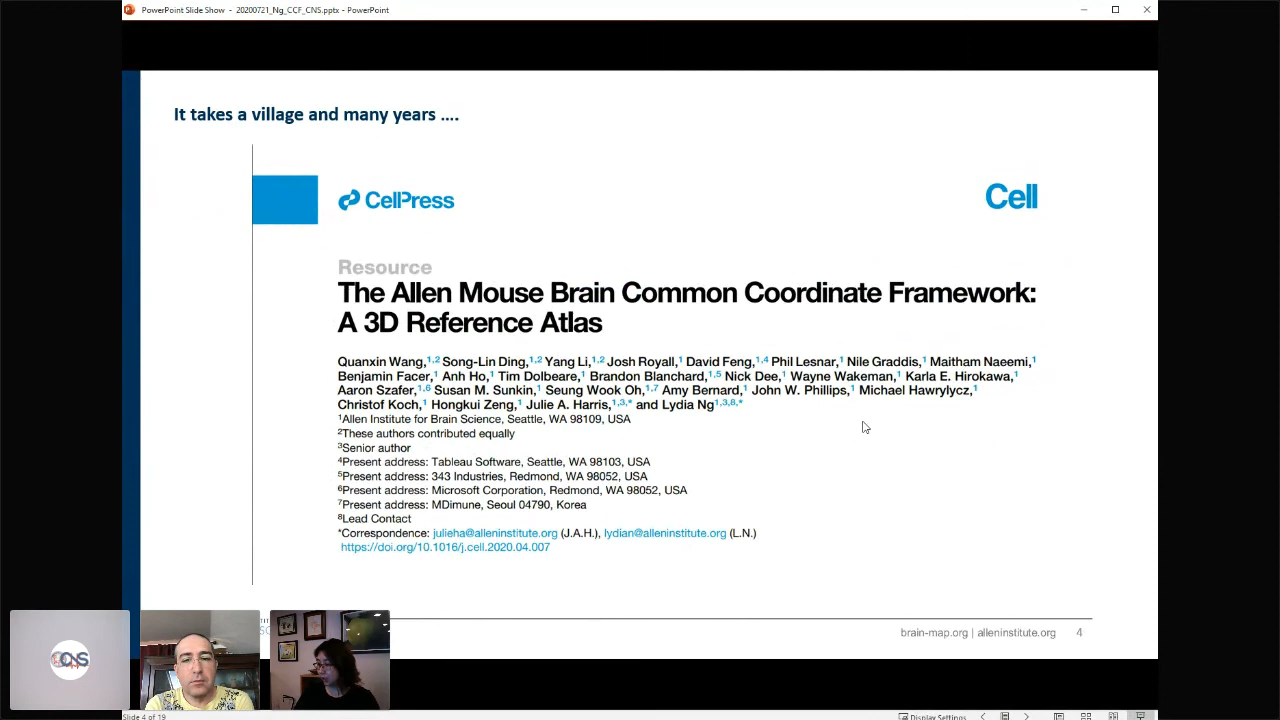 PowerPoint Slide Show - 20200721_Ng_CCF_CNS.pptx - PowerPoint
It takes a village and many years ....
CellPress
Cell
Resource
The Allen Mouse Brain Common Coordinate Framework:
A 3D Reference Atlas
Quanxin Wang,1,2 Song-Lin Ding,1,2 Yang Li,1,2 Josh Royall,1 David Feng,1,4 Phil Lesnar,1 Nile Graddis,1 Maitham Naeemi,1
Benjamin Facer,1 Anh Ho,1 Tim Dolbeare,1 Brandon Blanchard,1,5 Nick Dee,1 Wayne Wakeman,1 Karla E. Hirokawa,1
Aaron Szafer,1,6 Susan M. Sunkin,1 Seung Wook Oh,1,7 Amy Bernard,1 John W. Phillips,1 Michael Hawrylycz,1
Christof Koch,1 Hongkui Zeng,1 Julie A. Harris,1,3,* and Lydia Ng1,3,8,*
1Allen Institute for Brain Science, Seattle, WA 98109, USA
2These authors contributed equally
3Senior author
4Present address: Tableau Software, Seattle, WA 98103, USA
5Present address: 343 Industries, Redmond, WA 98052, USA
6Present address: Microsoft Corporation, Redmond, WA 98052, USA
7Present address: MDimune, Seoul 04790, Korea
8Lead Contact
*Correspondence: julieha@alleninstitute.org (J.A.H.), lydian@alleninstitute.org (L.N.)
https://doi.org/10.1016/j.cell.2020.04.007
brain-map.org | alleninstitute.org 4
CNS
Slide 4 of 19
Display Settings